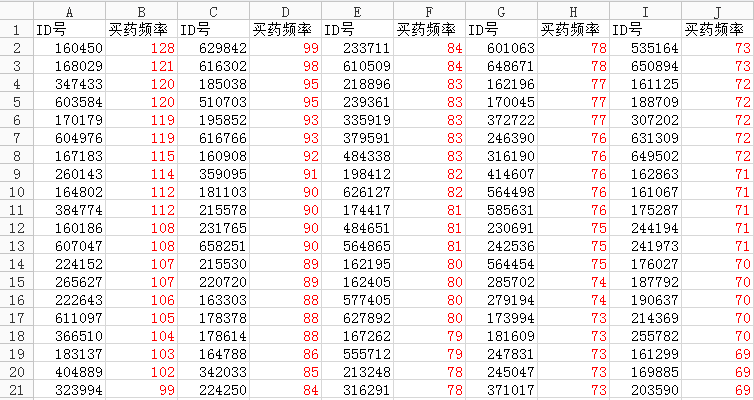 A B C D E F G H I J
1 ID号 买药频率 ID号 买药频率 ID号 买药频率 ID号 买药频率 ID号 买药频率
2 160450 128 629842 99 233711 84 601063 78 535164 73
3 168029 121 616302 98 610509 84 648671 78 650894 73
4 347433 120 185038 95 218896 83 162196 77 161125 72
5 603584 120 510703 95 239361 83 170045 77 188709 72
6 170179 119 195852 93 335919 83 372722 77 307202 72
7 604976 119 616766 93 379591 83 246390 76 631309 72
8 167183 115 160908 92 484338 83 316190 76 649502 72
9 260143 114 359095 91 198412 82 414607 76 162863 71
10 164802 112 181103 90 626127 82 564498 76 161067 71
11 384774 112 215578 90 174417 81 585631 76 175287 71
12 160186 108 231765 90 484651 81 230691 75 244194 71
13 607047 108 658251 90 564865 81 242536 75 241973 71
14 224152 107 215530 89 162195 80 564454 75 176027 70
15 265627 107 220720 89 162405 80 285702 74 187792 70
16 222643 106 163303 88 577405 80 279194 74 190637 70
17 611097 105 178378 88 627892 80 173994 73 214369 70
18 366510 104 178614 88 167262 79 181609 73 255782 70
19 183137 103 164788 86 555712 79 247831 73 161299 69
20 404889 102 342033 85 213248 78 245047 73 169885 69
21 323994 99 224250 84 316291 78 371017 73 203590 69